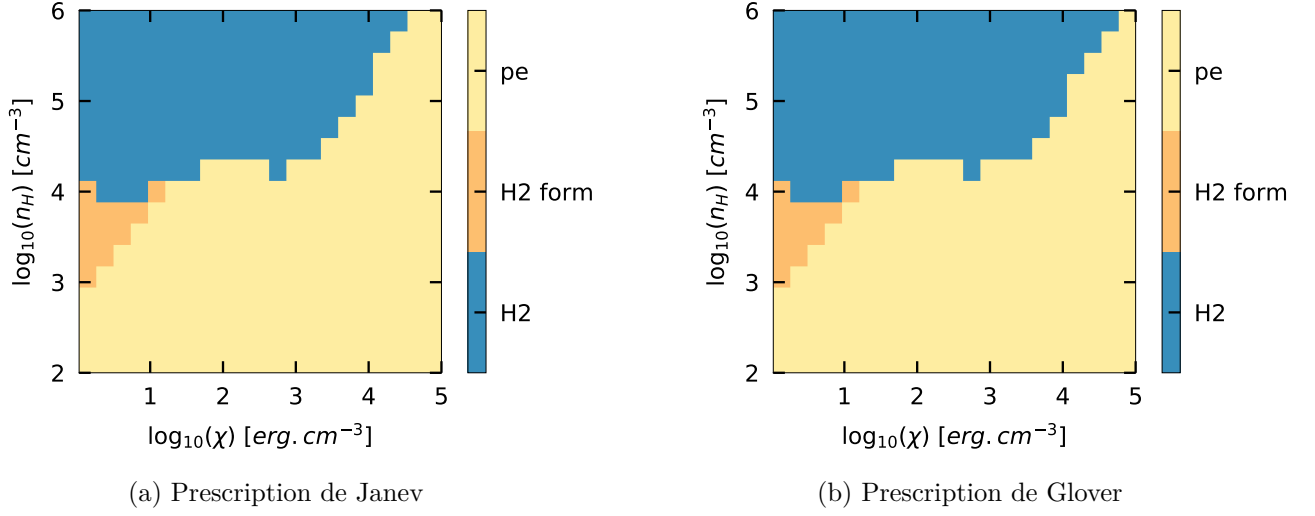 6
5
4
3
2
log₁₀(n_H) [cm⁻³]
1 2 3 4 5
log₁₀(χ) [erg.cm⁻³]
pe
H2 form
H2
(a) Prescription de Janev
6
5
4
3
2
log₁₀(n_H) [cm⁻³]
1 2 3 4 5
log₁₀(χ) [erg.cm⁻³]
pe
H2 form
H2
(b) Prescription de Glover